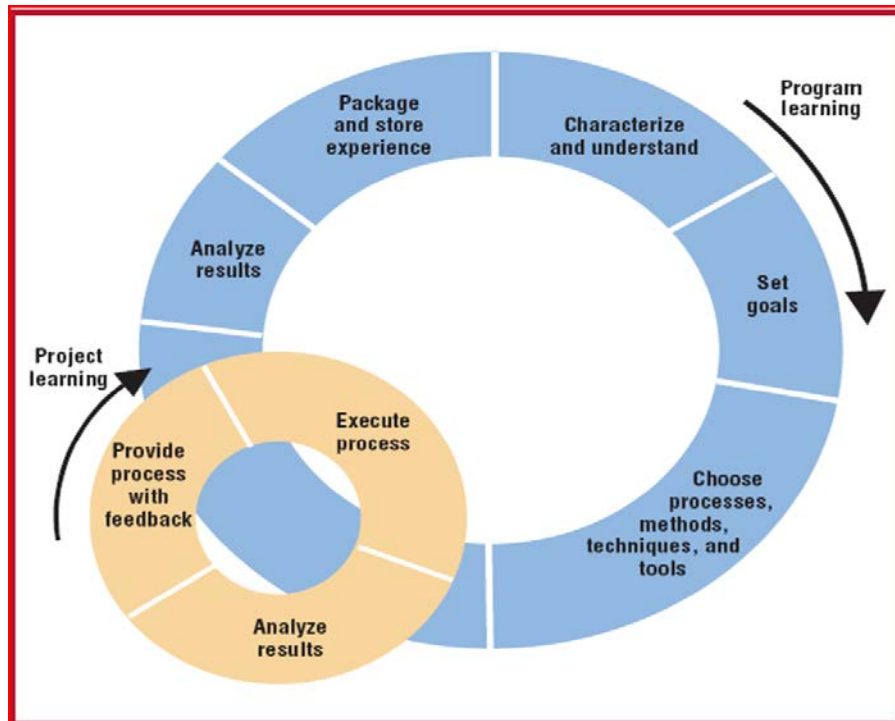 Package
and store
experience
Characterize
and understand
Program
learning
Analyze
results
Set
goals
Project
learning
Execute
process
Provide
process
with
feedback
Choose
processes,
methods,
techniques, and
tools
Analyze
results